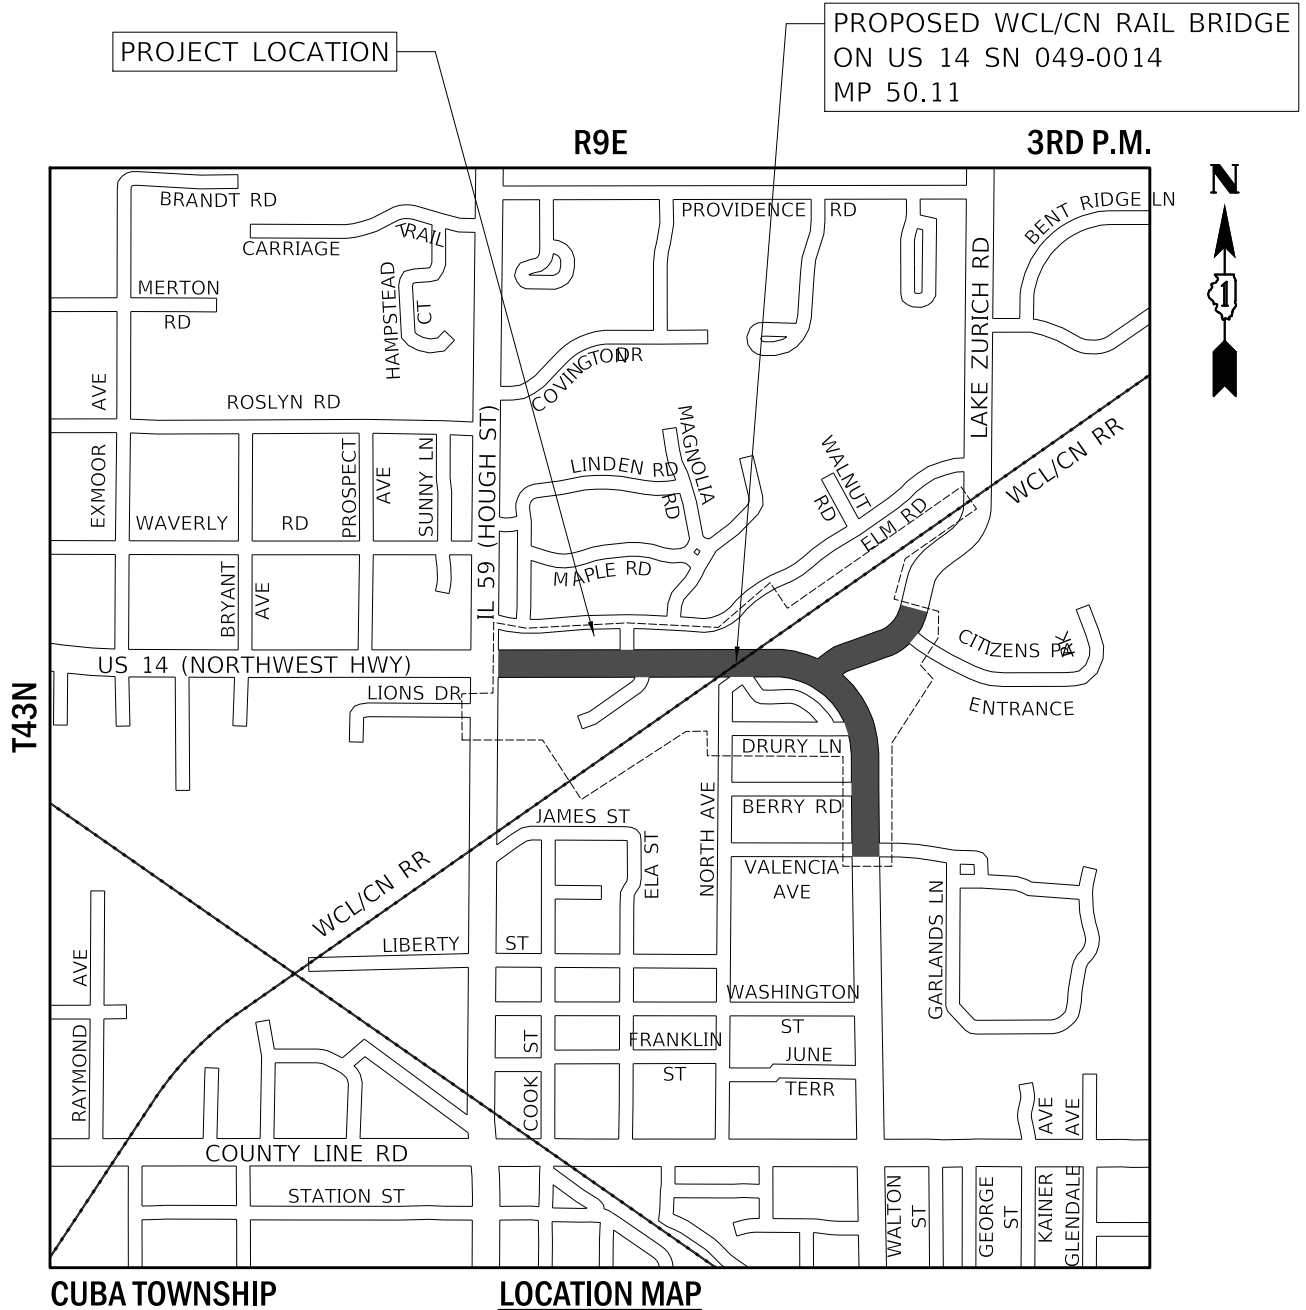 PROJECT LOCATION
PROPOSED WCL/CN RAIL BRIDGE
ON US 14 SN 049-0014
MP 50.11
R9E
3RD P.M.
N
1
BRANDT RD
CARRIAGE TRAIL
PROVIDENCE RD
BENT RIDGE LN
MERTON
RD
HAMPSTEAD
CT
LAKE ZURICH RD
COVINGTON DR
AVE
EXMOOR
ROSLYN RD
IL 59 (HOUGH ST)
MAGNOLIA
RD
WALNUT
RD
WCL/CN RR
LINDEN RD
PROSPECT
AVE
SUNNY LN
WAVERLY RD
ELM RD
MAPLE RD
BRYANT
AVE
US 14 (NORTHWEST HWY)
CITIZENS PARK
ENTRANCE
LIONS DR
T43N
DRURY LN
BERRY RD
JAMES ST
ELA ST
NORTH AVE
VALENCIA
AVE
WCL/CN RR
GARLANDS LN
LIBERTY ST
AVE
RAYMOND
WASHINGTON
ST
FRANKLIN
ST
ST
COOK
JUNE
TERR
AVE
KAINER
AVE
GLENDALE
COUNTY LINE RD
STATION ST
WALTON
ST
GEORGE
ST
CUBA TOWNSHIP
LOCATION MAP